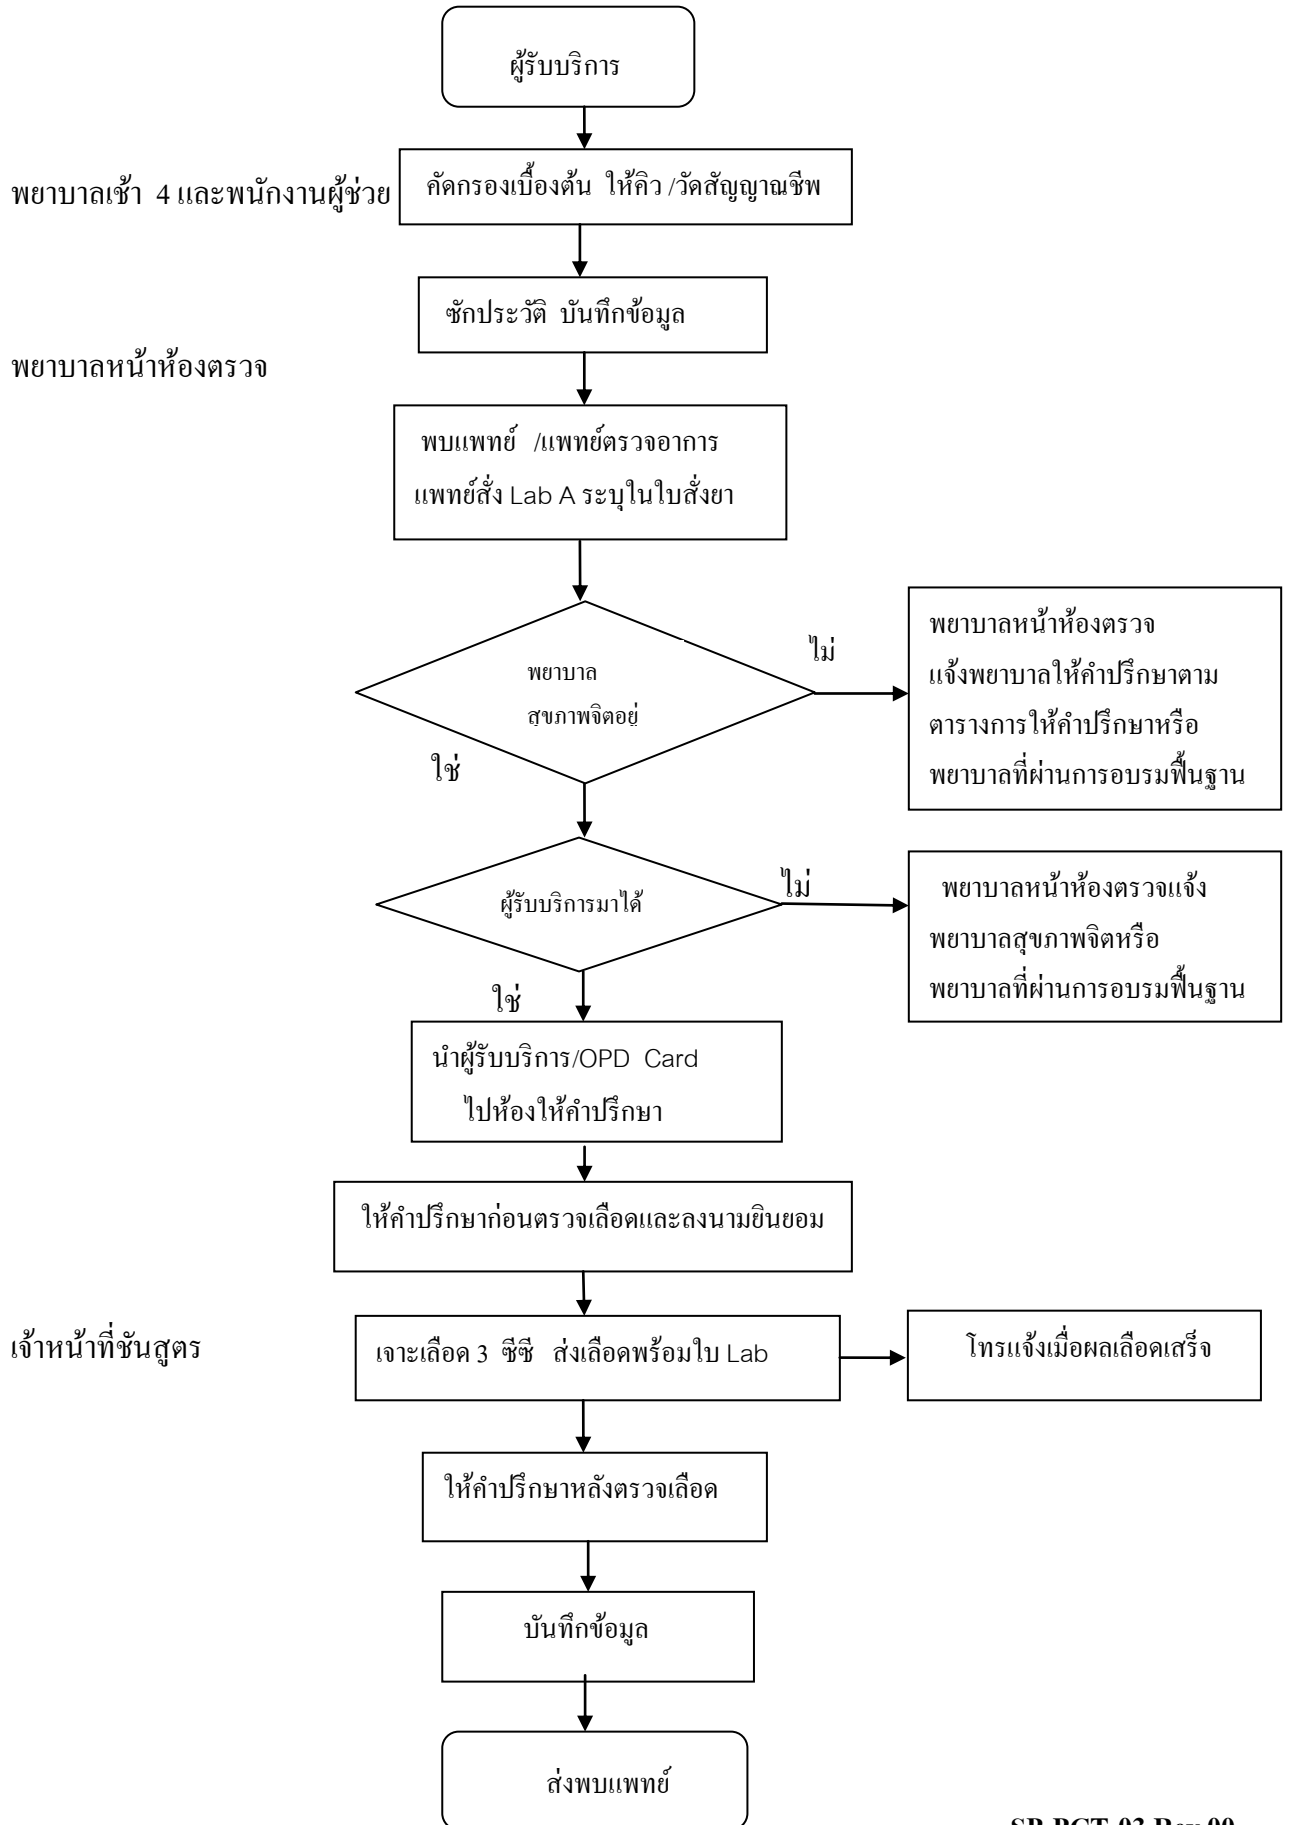 ผู้รับบริการ
พยาบาลเช้า 4 และพนักงานผู้ช่วย
คัดกรองเบื้องต้น ให้คิว /วัดสัญญาณชีพ
ซักประวัติ บันทึกข้อมูล
พยาบาลหน้าห้องตรวจ
พบแพทย์ /แพทย์ตรวจอาการ
แพทย์สั่ง Lab A ระบุในใบสั่งยา
พยาบาล
สุขภาพจิตอยู่
ไม่
พยาบาลหน้าห้องตรวจ
แจ้งพยาบาลให้คำปรึกษาตาม
ตารางการให้คำปรึกษาหรือ
พยาบาลที่ผ่านการอบรมฟื้นฐาน
ใช่
ผู้รับบริการมาได้
ไม่
พยาบาลหน้าห้องตรวจแจ้ง
พยาบาลสุขภาพจิตหรือ
พยาบาลที่ผ่านการอบรมฟื้นฐาน
ใช่
นำผู้รับบริการ/OPD Card
ไปห้องให้คำปรึกษา
ให้คำปรึกษาก่อนตรวจเลือดและลงนามยินยอม
เจ้าหน้าที่ชันสูตร
เจาะเลือด 3 ซีซี ส่งเลือดพร้อมใบ Lab
โทรแจ้งเมื่อผลเลือดเสร็จ
ให้คำปรึกษาหลังตรวจเลือด
บันทึกข้อมูล
ส่งพบแพทย์
SP-PCT-03 Rev.00